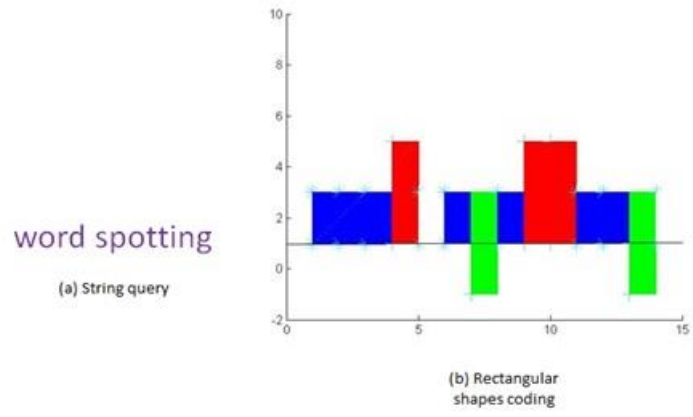 10
8
6
4
2
0
-2
0 5 10 15
word spotting
(a) String query
(b) Rectangular
shapes coding